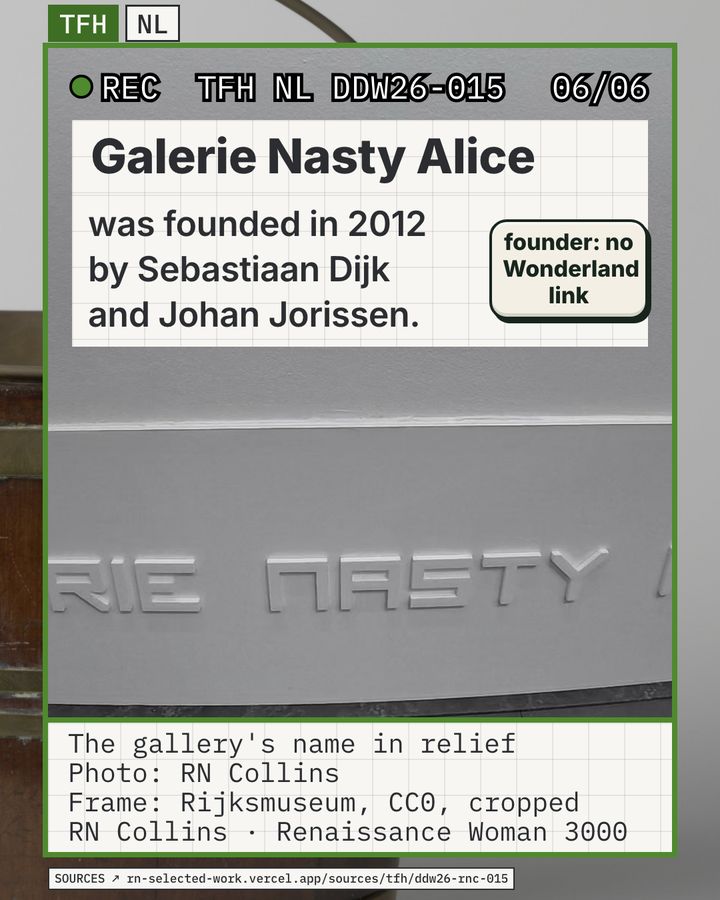 TFH NL
REC TFH NL DDW26-015 06/06
Galerie Nasty Alice
was founded in 2012
by Sebastiaan Dijk
and Johan Jorissen.
founder: no
Wonderland
link
RIE NASTY
The gallery's name in relief
Photo: RN Collins
Frame: Rijksmuseum, CC0, cropped
RN Collins · Renaissance Woman 3000
SOURCES ↗ rn-selected-work.vercel.app/sources/tfh/ddw26-rnc-015